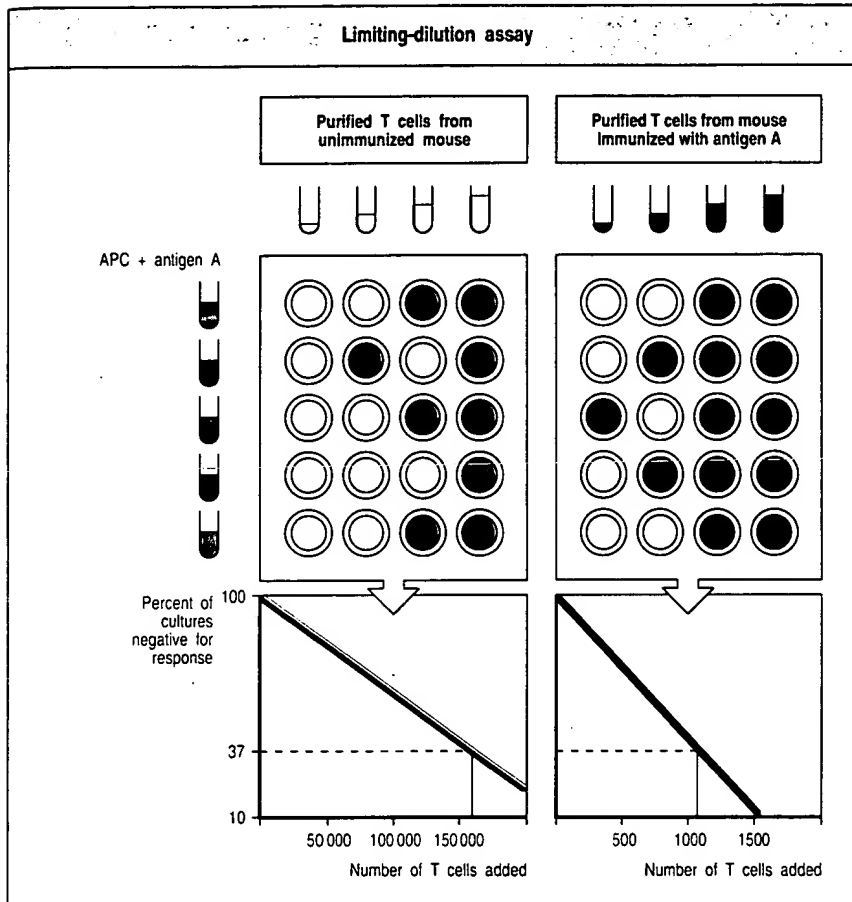 Limiting-dilution assay
Purified T cells from
unimmunized mouse
Purified T cells from mouse
Immunized with antigen A
APC + antigen A
Percent of
cultures
negative for
response
100
37
10
50 000 100 000 150 000
Number of T cells added
500 1000 1500
Number of T cells added